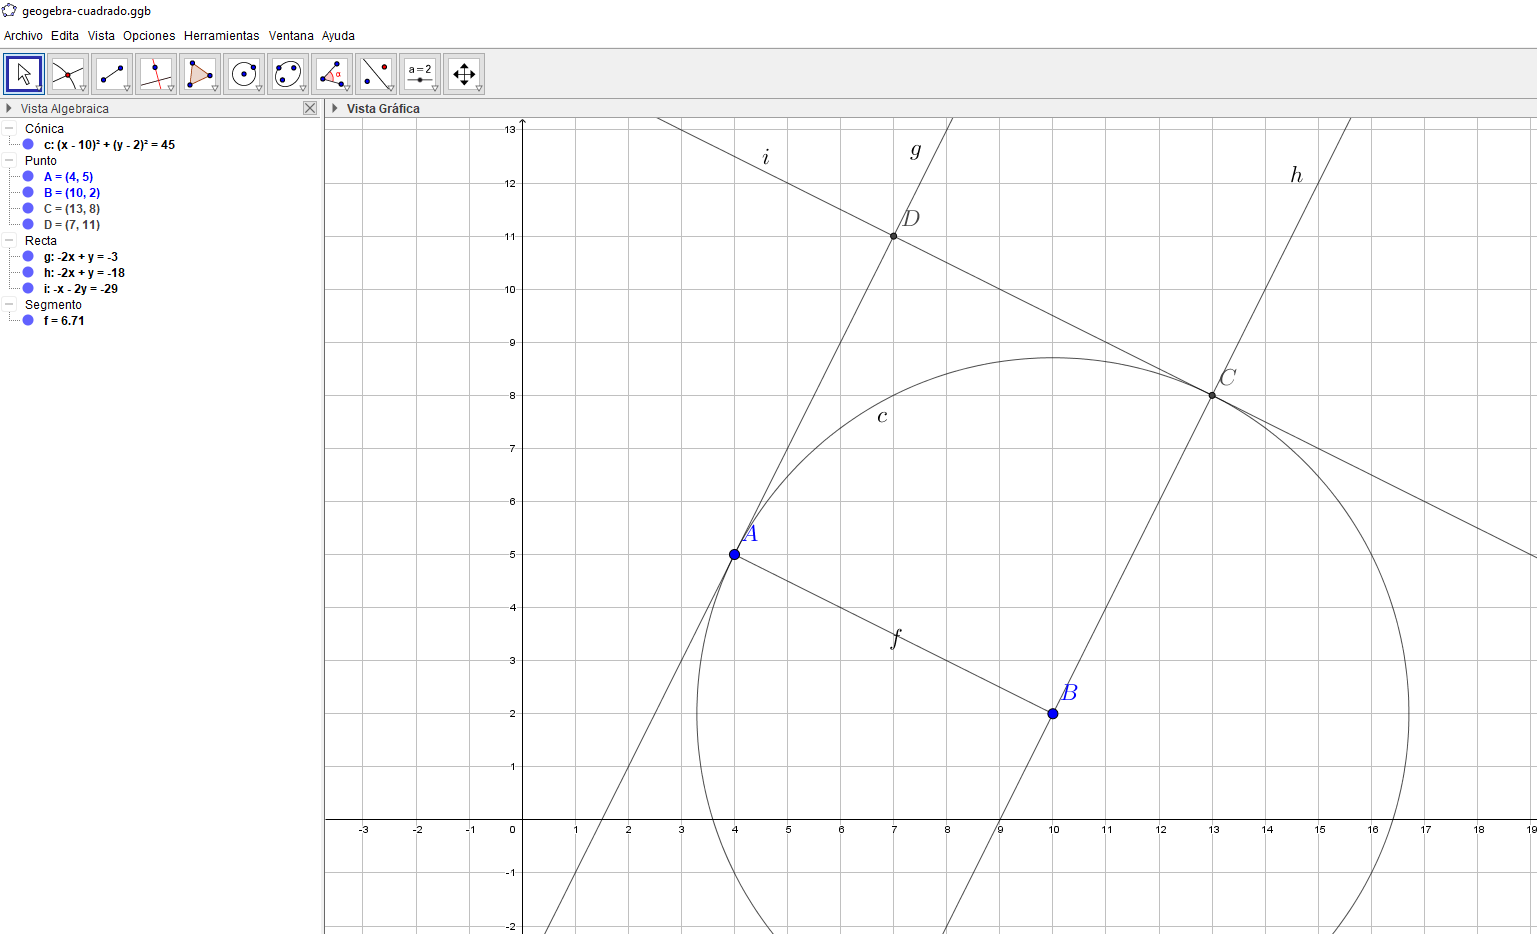 geogebra-cuadrado.ggb
Archivo Edita Vista Opciones Herramientas Ventana Ayuda
a=2
α
Vista Algebraica
Cónica
c: (x - 10)² + (y - 2)² = 45
Punto
A = (4, 5)
B = (10, 2)
C = (13, 8)
D = (7, 11)
Recta
g: -2x + y = -3
h: -2x + y = -18
i: -x - 2y = -29
Segmento
f = 6.71
Vista Gráfica
13
i
g
h
12
D
11
10
9
C
8
c
7
6
A
5
4
f
3
B
2
1
-3 -2 -1 0 1 2 3 4 5 6 7 8 9 10 11 12 13 14 15 16 17 18 19
-1
-2